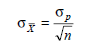 σ_X̄ = σ_p / √n